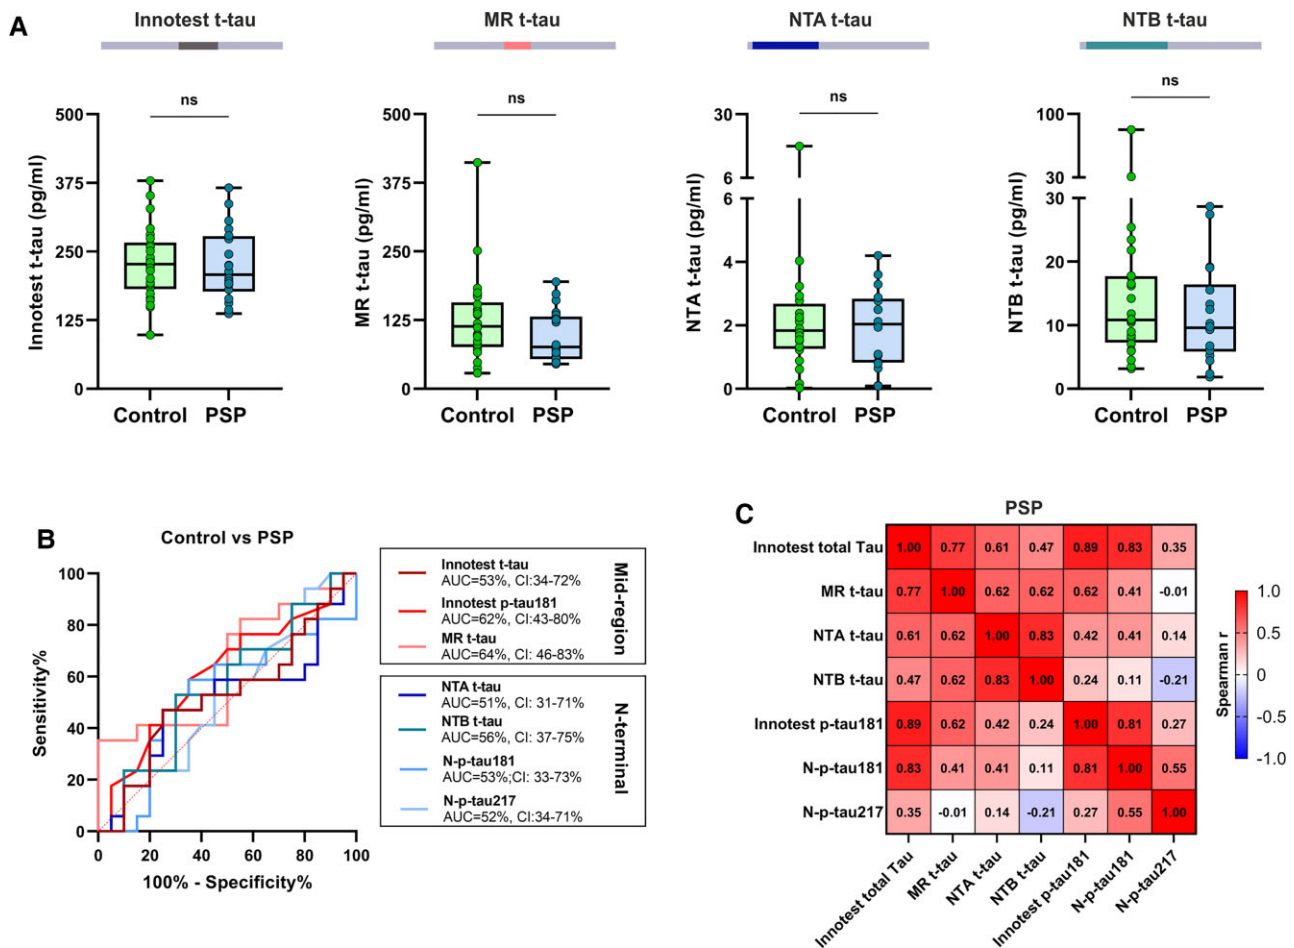 A
Innotest t-tau
MR t-tau
NTA t-tau
NTB t-tau
ns
ns
ns
ns
Innotest t-tau (pg/ml)
500
375
250
125
0
Control
PSP
MR t-tau (pg/ml)
500
375
250
125
0
Control
PSP
NTA t-tau (pg/ml)
30
6
6
4
2
0
Control
PSP
NTB t-tau (pg/ml)
100
30
30
20
10
0
Control
PSP
B
Control vs PSP
Sensitivity%
100
80
60
40
20
0
0
20
40
60
80
100
100% - Specificity%
Innotest t-tau
AUC=53%, CI:34-72%
Innotest p-tau181
AUC=62%, CI:43-80%
MR t-tau
AUC=64%, CI: 46-83%
Mid-region
NTA t-tau
AUC=51%, CI: 31-71%
NTB t-tau
AUC=56%, CI: 37-75%
N-p-tau181
AUC=53%;CI: 33-73%
N-p-tau217
AUC=52%, CI:34-71%
N-terminal
C
PSP
Innotest total Tau 1.00 0.77 0.61 0.47 0.89 0.83 0.35
MR t-tau 0.77 1.00 0.62 0.62 0.62 0.41 -0.01
NTA t-tau 0.61 0.62 1.00 0.83 0.42 0.41 0.14
NTB t-tau 0.47 0.62 0.83 1.00 0.24 0.11 -0.21
Innotest p-tau181 0.89 0.62 0.42 0.24 1.00 0.81 0.27
N-p-tau181 0.83 0.41 0.41 0.11 0.81 1.00 0.55
N-p-tau217 0.35 -0.01 0.14 -0.21 0.27 0.55 1.00
Innotest total Tau
MR t-tau
NTA t-tau
NTB t-tau
Innotest p-tau181
N-p-tau181
N-p-tau217
Spearman r
1.0
0.5
0
-0.5
-1.0